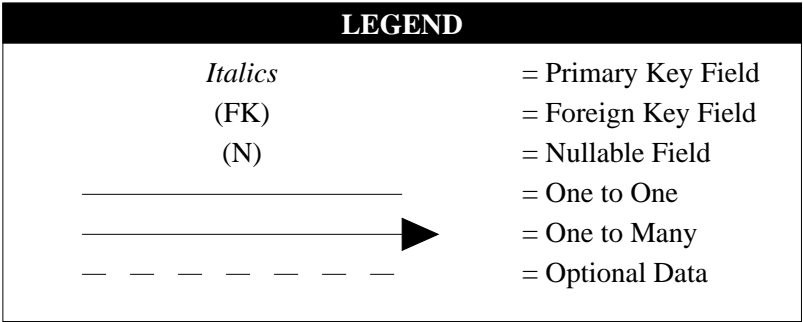 LEGEND
Italics = Primary Key Field
(FK) = Foreign Key Field
(N) = Nullable Field
= One to One
= One to Many
= Optional Data